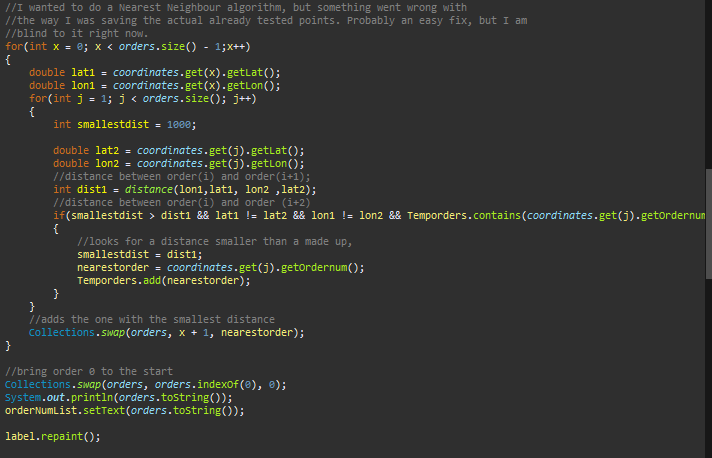 //I wanted to do a Nearest Neighbour algorithm, but something went wrong with
//the way I was saving the actual already tested points. Probably an easy fix, but I am
//blind to it right now.
for(int x = 0; x < orders.size() - 1;x++)
{
double lat1 = coordinates.get(x).getLat();
double lon1 = coordinates.get(x).getLon();
for(int j = 1; j < orders.size(); j++)
{
int smallestdist = 1000;
double lat2 = coordinates.get(j).getLat();
double lon2 = coordinates.get(j).getLon();
//distance between order(i) and order(i+1);
int dist1 = distance(lon1,lat1, lon2 ,lat2);
//distance between order(i) and order (i+2)
if(smallestdist > dist1 && lat1 != lat2 && lon1 != lon2 && Temporders.contains(coordinates.get(j).getOrdernum
{
//looks for a distance smaller than a made up,
smallestdist = dist1;
nearestorder = coordinates.get(j).getOrdernum();
Temporders.add(nearestorder);
}
}
//adds the one with the smallest distance
Collections.swap(orders, x + 1, nearestorder);
}
//bring order 0 to the start
Collections.swap(orders, orders.indexOf(0), 0);
System.out.println(orders.toString());
orderNumList.setText(orders.toString());
label.repaint();